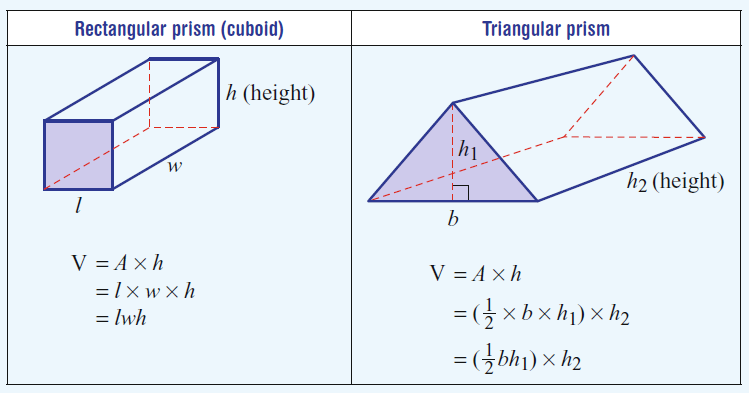 Rectangular prism (cuboid)
h (height)
w
l
V = A × h
= l × w × h
= lwh
Triangular prism
h₁
h₂ (height)
b
V = A × h
= (½ × b × h₁) × h₂
= (½bh₁) × h₂